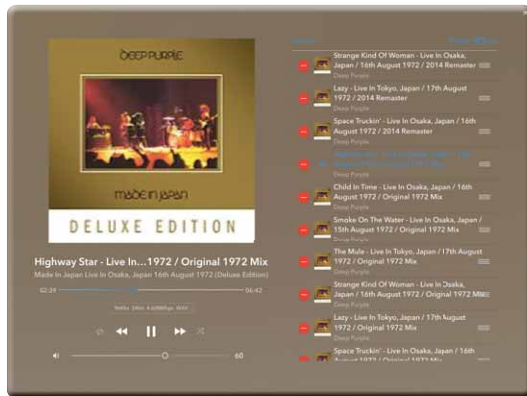 DEEP PURPLE
made in japan
DELUXE EDITION
Highway Star - Live In...1972 / Original 1972 Mix
Made In Japan Live In Osaka, Japan 16th August 1972 (Deluxe Edition)
02:39
06:42
60
Strange Kind Of Woman - Live In Osaka,
Japan / 16th August 1972 / 2014 Remaster
Deep Purple
Lazy - Live In Tokyo, Japan / 17th August
1972 / 2014 Remaster
Deep Purple
Space Truckin' - Live In Osaka, Japan / 16th
August 1972 / 2014 Remaster
Deep Purple
Deep Purple
Child In Time - Live In Osaka, Japan / 16th
August 1972 / Original 1972 Mix
Deep Purple
Smoke On The Water - Live In Osaka, Japan /
15th August 1972 / Original 1972 Mix
Deep Purple
The Mule - Live In Tokyo, Japan / 17th August
1972 / Original 1972 Mix
Deep Purple
Strange Kind Of Woman - Live In Osaka,
Japan / 16th August 1972 / Original 1972 Mix
Deep Purple
Lazy - Live In Tokyo, Japan / 17th August
1972 / Original 1972 Mix
Deep Purple
Space Truckin' - Live In Osaka, Japan / 16th
August 1972 / Original 1972 Mix